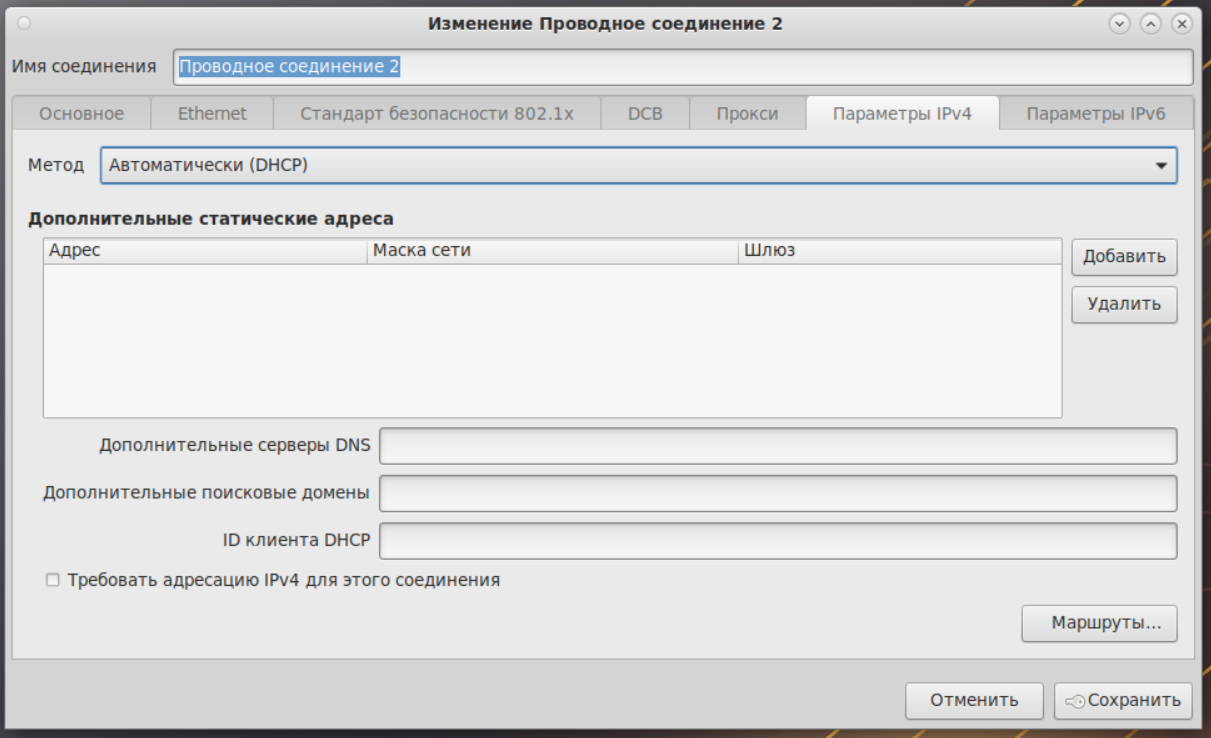 Изменение Проводное соединение 2
Имя соединения Проводное соединение 2
Основное Ethernet Стандарт безопасности 802.1x DCB Прокси Параметры IPv4 Параметры IPv6
Метод Автоматически (DHCP)
Дополнительные статические адреса
Адрес Маска сети Шлюз
Добавить
Удалить
Дополнительные серверы DNS
Дополнительные поисковые домены
ID клиента DHCP
Требовать адресацию IPv4 для этого соединения
Маршруты...
Отменить Сохранить